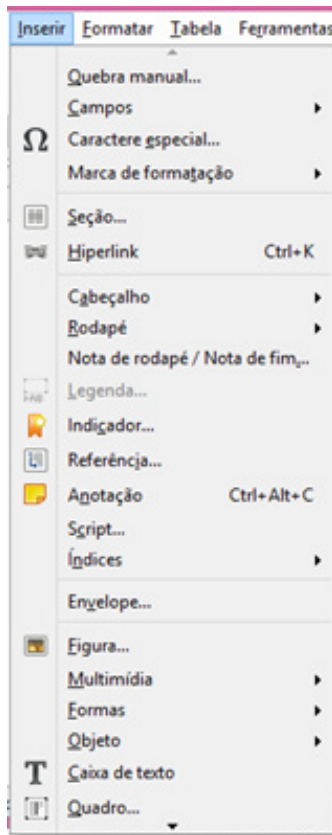 Inserir Formatar Tabela Ferramentas
Quebra manual...
Campos
Ω Caractere especial...
Marca de formatação
Seção...
Hiperlink Ctrl+K
Cabeçalho
Rodapé
Nota de rodapé / Nota de fim...
Legenda...
Indicador...
Referência...
Anotação Ctrl+Alt+C
Script...
Índices
Envelope...
Figura...
Multimídia
Formas
Objeto
T Caixa de texto
Quadro...